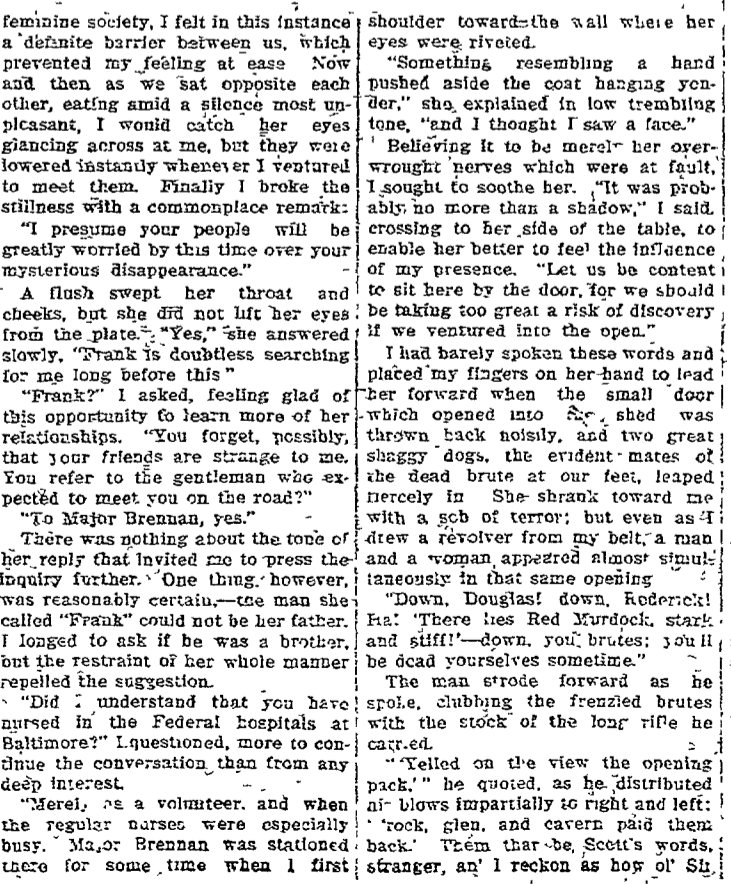 feminine society, I felt in this instance
a definite barrier between us, which
prevented my feeling at ease Now
and then as we sat opposite each
other, eating amid a silence most un-
pleasant, I would catch her eyes
glancing across at me, but they were
lowered instantly whenever I ventured
to meet them. Finally I broke the
stillness with a commonplace remark:
"I presume your people will be
greatly worried by this time over your
mysterious disappearance."
A flush swept her throat and
cheeks, but she did not lift her eyes
from the plate. "Yes," she answered
slowly, "Frank is doubtless searching
for me long before this"
"Frank?" I asked, feeling glad of
this opportunity to learn more of her
relationships. "You forget, possibly,
that your friends are strange to me.
You refer to the gentleman who ex-
pected to meet you on the road?"
"To Major Brennan, yes."
There was nothing about the tone of
her reply that invited me to press the
inquiry further. One thing, however,
was reasonably certain,—the man she
called "Frank" could not be her father.
I longed to ask if he was a brother,
but the restraint of her whole manner
repelled the suggestion.
"Did I understand that you have
nursed in the Federal hospitals at
Baltimore?" I questioned, more to con-
tinue the conversation than from any
deep interest.
"Merely as a volunteer, and when
the regular nurses were especially
busy. Major Brennan was stationed
there for some time when I first
shoulder toward the wall where her
eyes were riveted.
"Something resembling a hand
pushed aside the coat hanging yon-
der," she explained in low trembling
tone, "and I thought I saw a face."
Believing it to be merely her over-
wrought nerves which were at fault,
I sought to soothe her. "It was prob-
ably no more than a shadow," I said,
crossing to her side of the table, to
enable her better to feel the influence
of my presence. "Let us be content
to sit here by the door, for we should
be taking too great a risk of discovery
if we ventured into the open."
I had barely spoken these words and
placed my fingers on her hand to lead
her forward when the small door
which opened into the shed was
thrown back noisily, and two great
shaggy dogs, the evident mates of
the dead brute at our feet, leaped
fiercely in She shrank toward me
with a sob of terror; but even as I
drew a revolver from my belt, a man
and a woman appeared almost simul-
taneously in that same opening
"Down, Douglas! down, Roderick!
Ha! 'There lies Red Murdock, stark
and stiff!'—down, you brutes; you'll
be dead yourselves sometime."
The man strode forward as he
spoke, clubbing the frenzied brutes
with the stock of the long rifle he
carried.
"'Yelled on the view the opening
pack,'" he quoted, as he distributed
his blows impartially to right and left:
"'rock, glen, and cavern paid them
back.' Them thar be Scott's words,
stranger, an' I reckon as how ol' Sir